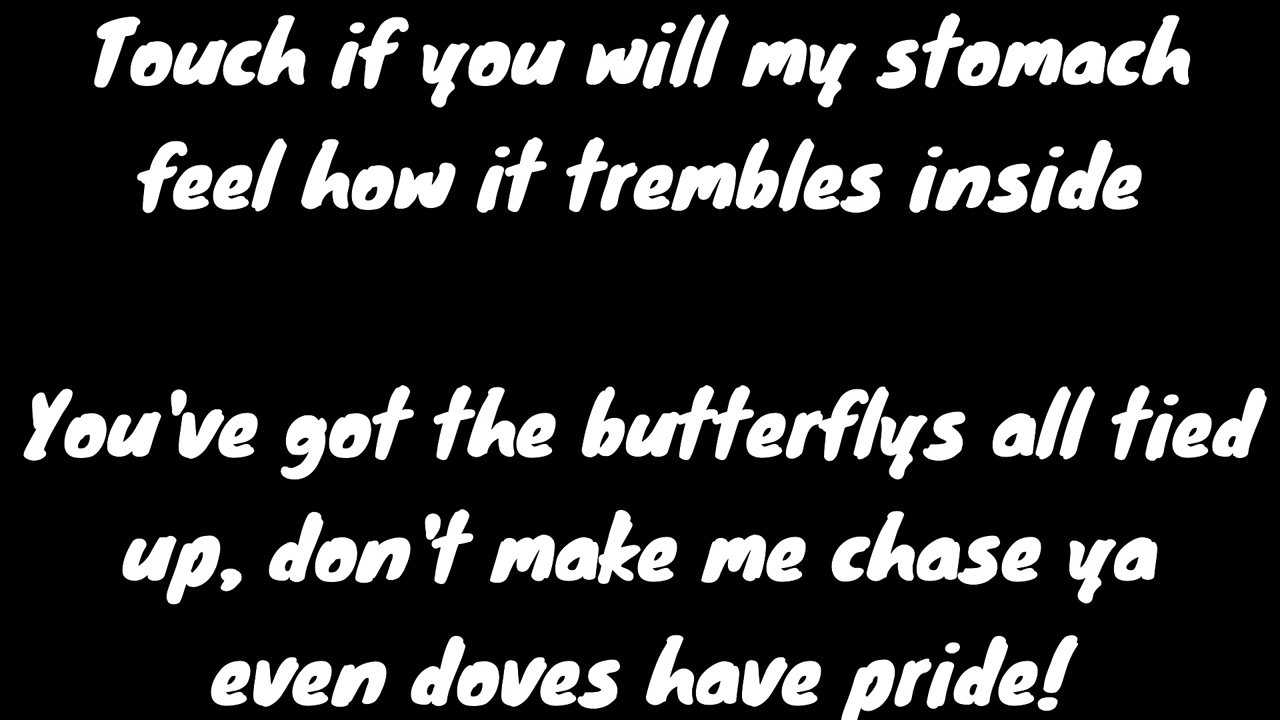 Touch if you will my stomach
feel how it trembles inside
You've got the butterflys all tied
up, don't make me chase ya
even doves have pride!